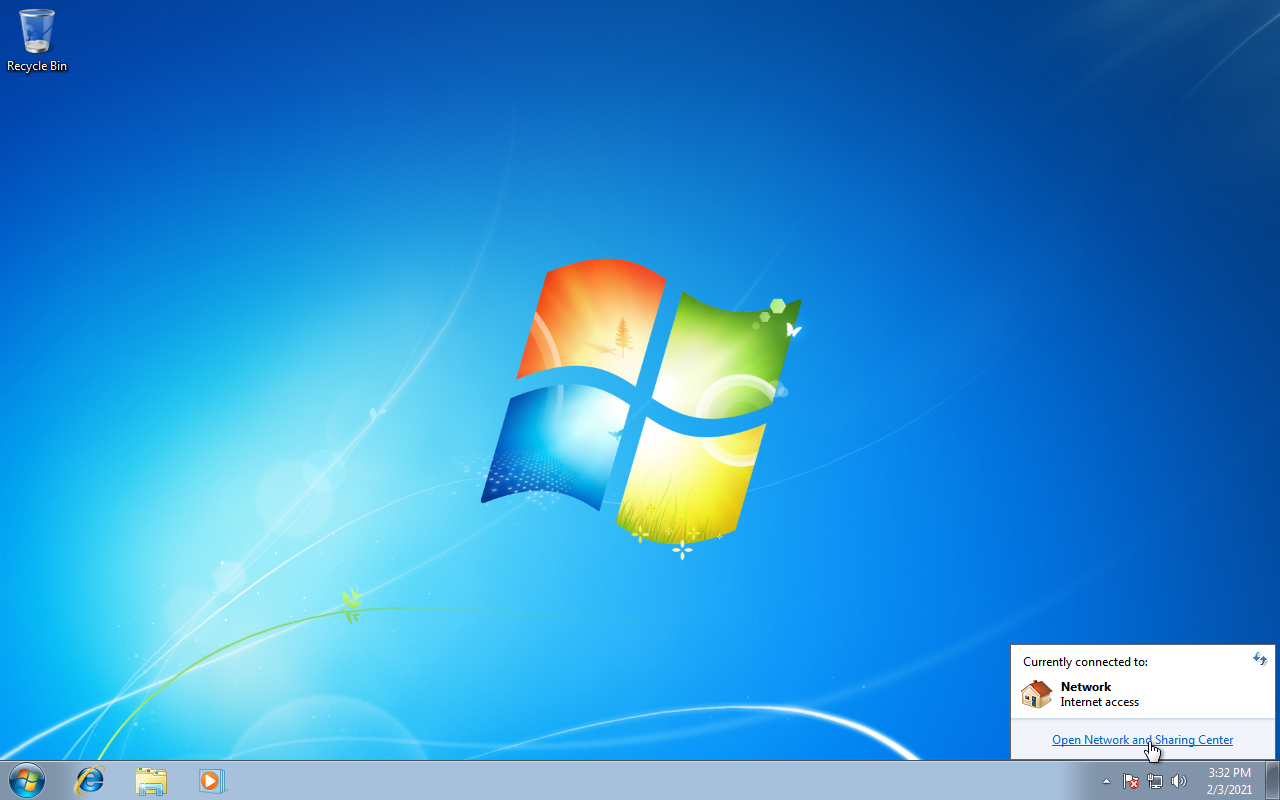 Recycle Bin
Currently connected to:
Network
Internet access
Open Network and Sharing Center
3:32 PM
2/3/2021